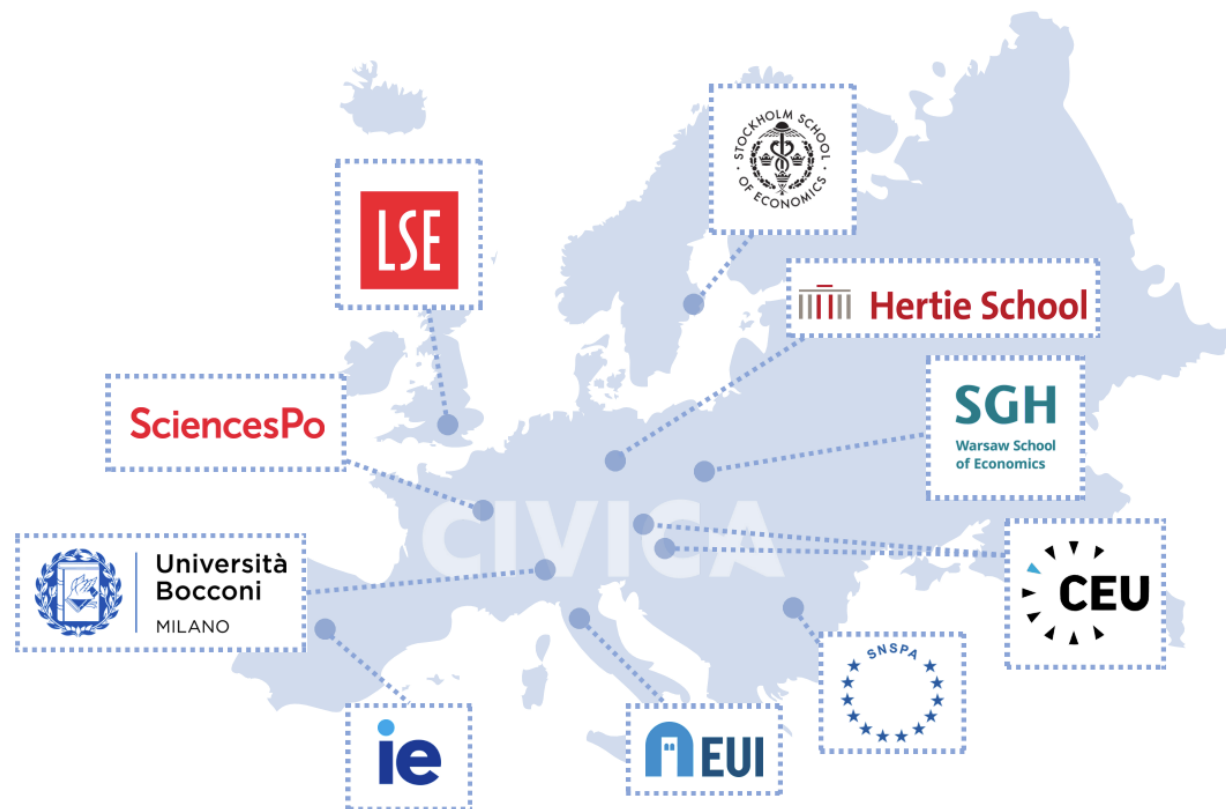 STOCKHOLM SCHOOL
OF ECONOMICS
LSE
Hertie School
SciencesPo
SGH
Warsaw School
of Economics
CIVICA
Università
Bocconi
MILANO
CEU
SNSPA
ie
EUI